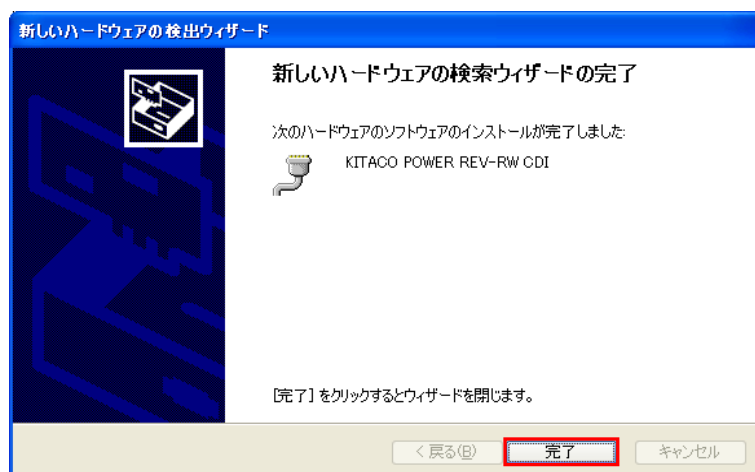 新しいハードウェアの検出ウィザード
新しいハードウェアの検索ウィザードの完了
次のハードウェアのソフトウェアのインストールが完了しました:
KITACO POWER REV-RW CDI
[完了] をクリックするとウィザードを閉じます。
< 戻る(B) 完了 キャンセル